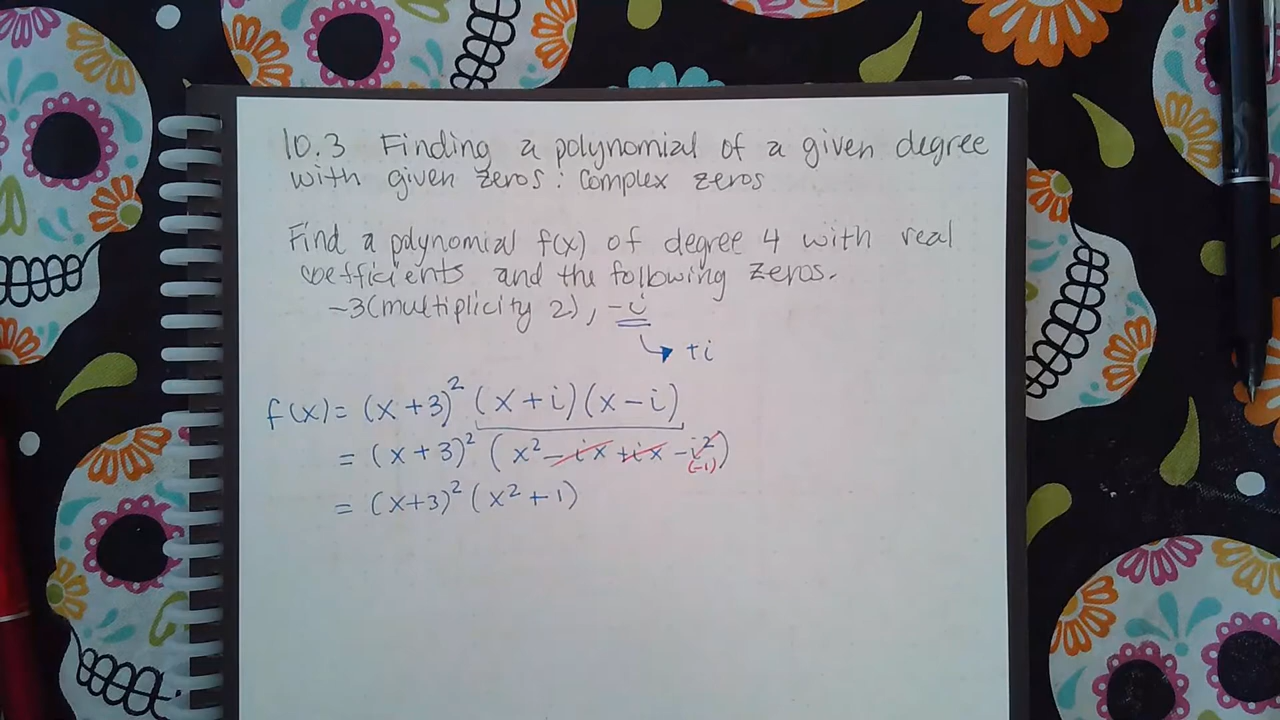 10.3 Finding a polynomial of a given degree
with given zeros: Complex zeros
Find a polynomial f(x) of degree 4 with real
coefficients and the following zeros.
-3(multiplicity 2), -i
+i
f(x) = (x+3)² (x+i)(x-i)
= (x+3)² (x² - ix + ix - i²)
(-1)
= (x+3)² (x²+1)